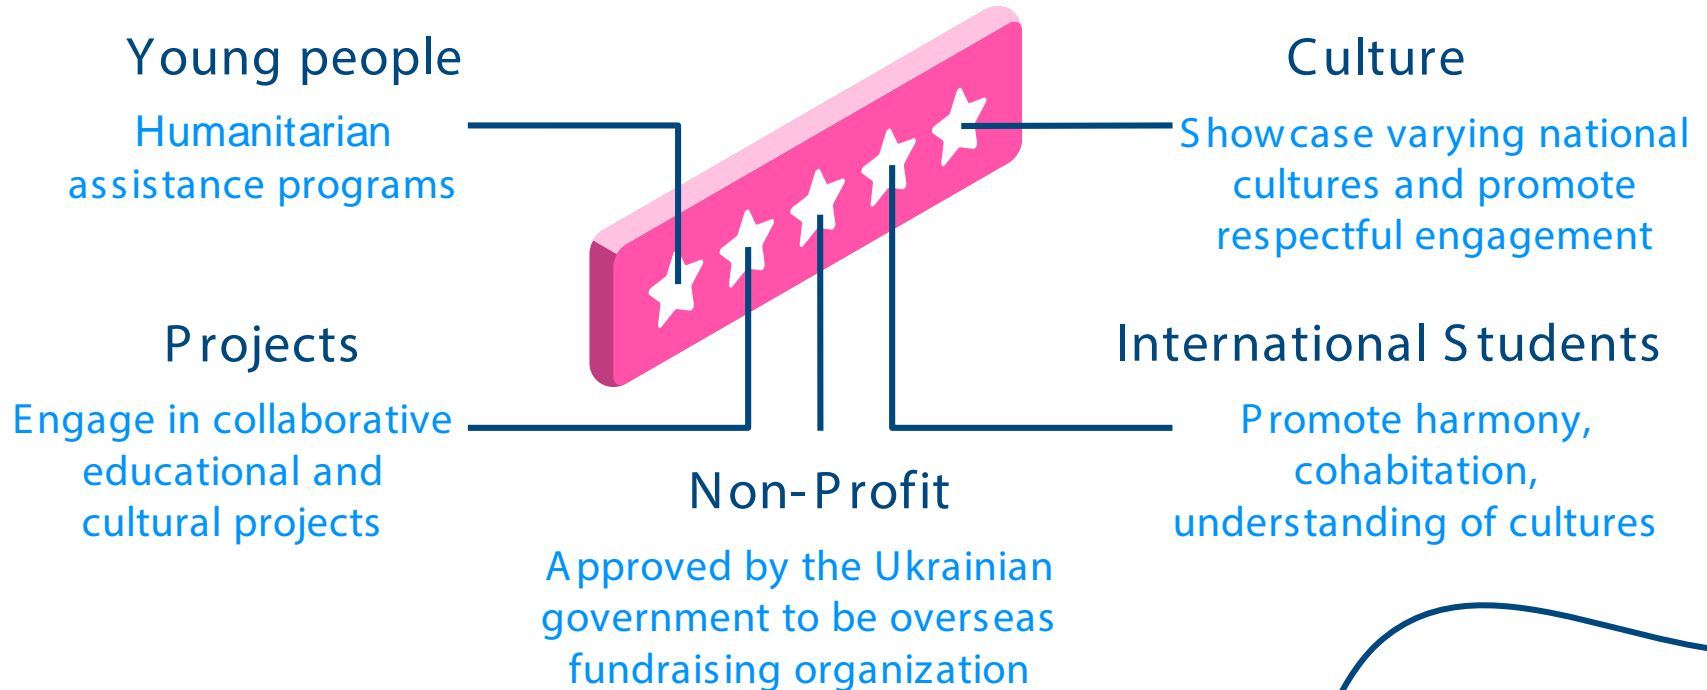 Young people
Humanitarian
assistance programs
Culture
Showcase varying national
cultures and promote
respectful engagement
Projects
Engage in collaborative
educational and
cultural projects
International Students
Promote harmony,
cohabitation,
understanding of cultures
Non-Profit
Approved by the Ukrainian
government to be overseas
fundraising organization